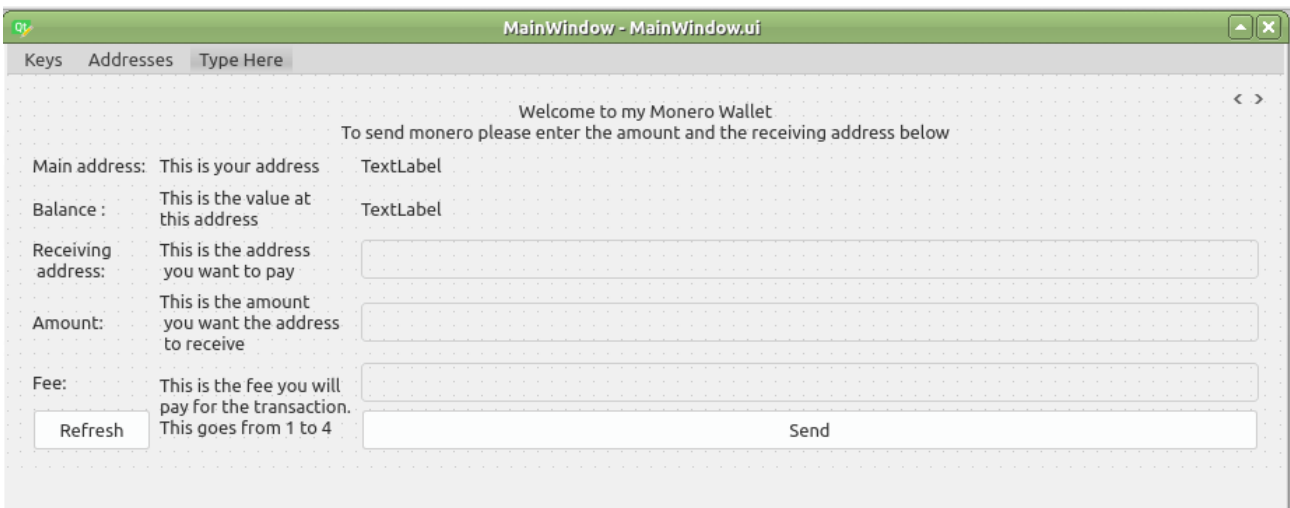 Qt
MainWindow - MainWindow.ui
Keys Addresses Type Here
Welcome to my Monero Wallet
To send monero please enter the amount and the receiving address below
Main address: This is your address TextLabel
Balance : This is the value at
this address TextLabel
Receiving
address:
This is the address
you want to pay
Amount:
This is the amount
you want the address
to receive
Fee:
This is the fee you will
pay for the transaction.
This goes from 1 to 4
Refresh
Send